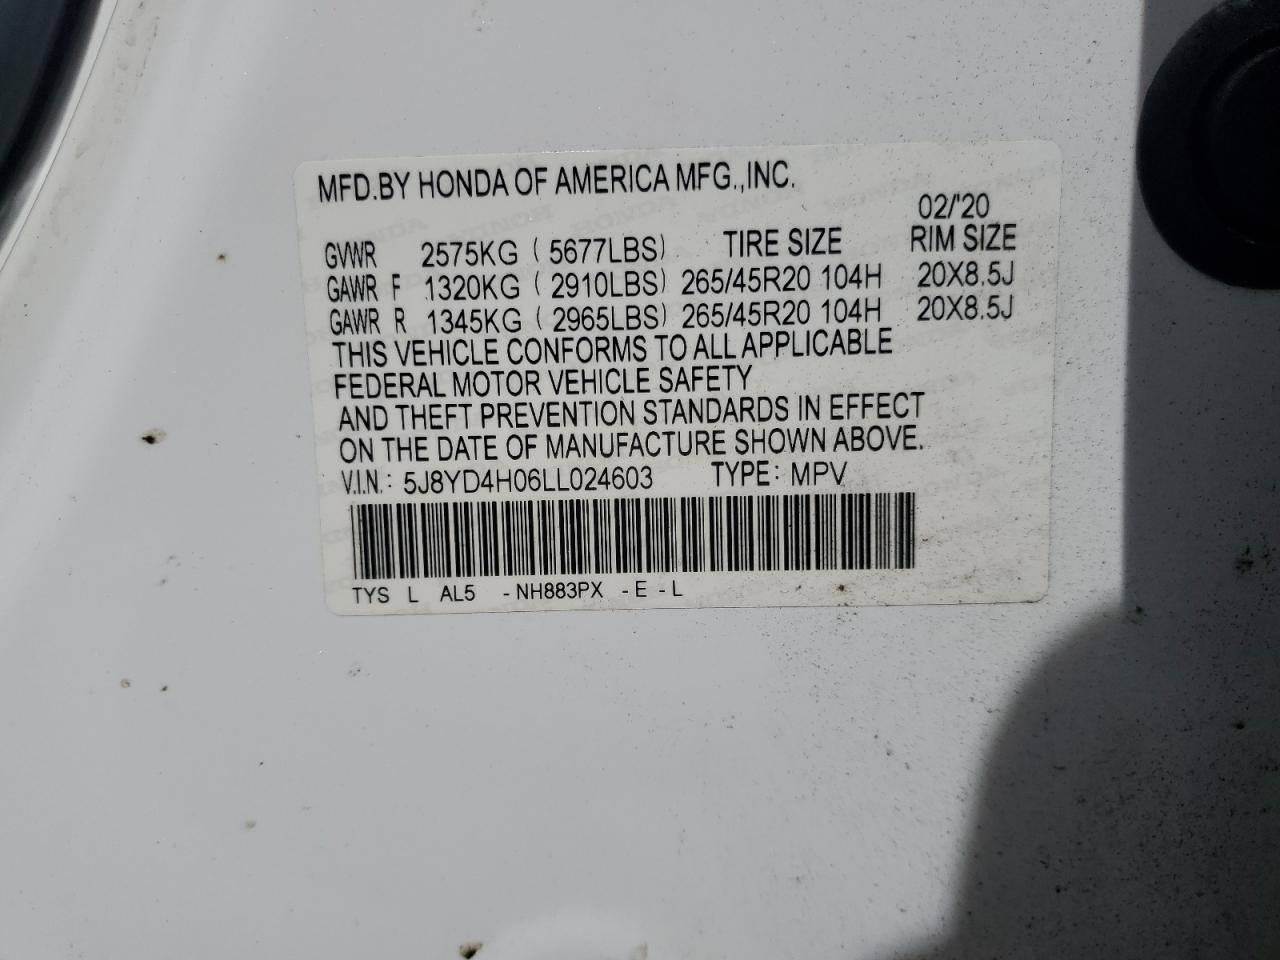 MFD.BY HONDA OF AMERICA MFG.,INC.
02/'20
GVWR 2575KG ( 5677LBS) TIRE SIZE RIM SIZE
GAWR F 1320KG ( 2910LBS) 265/45R20 104H 20X8.5J
GAWR R 1345KG ( 2965LBS) 265/45R20 104H 20X8.5J
THIS VEHICLE CONFORMS TO ALL APPLICABLE
FEDERAL MOTOR VEHICLE SAFETY
AND THEFT PREVENTION STANDARDS IN EFFECT
ON THE DATE OF MANUFACTURE SHOWN ABOVE.
V.I.N.: 5J8YD4H06LL024603 TYPE: MPV
TYS L AL5 -NH883PX -E -L